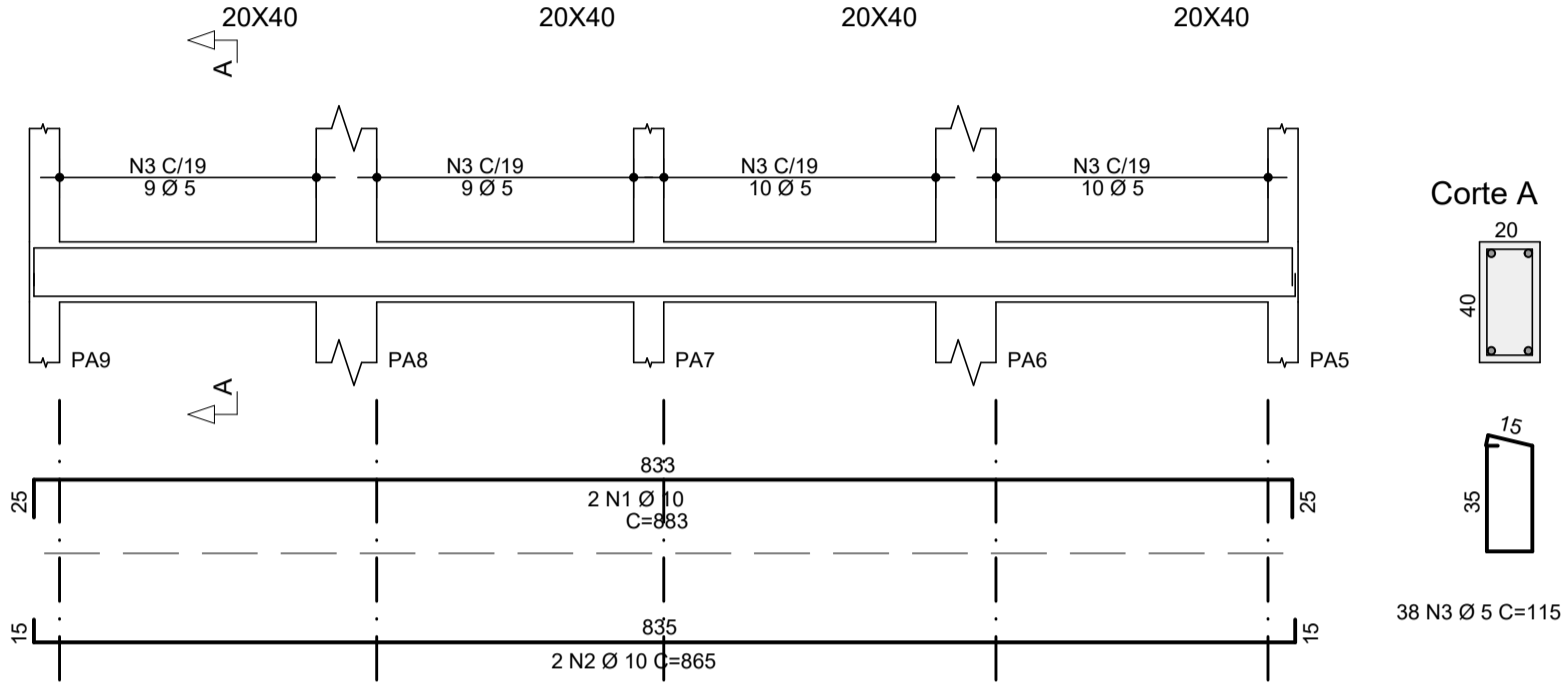 20X40 20X40 20X40 20X40
A
N3 C/19 N3 C/19 N3 C/19 N3 C/19
9 Ø 5 9 Ø 5 10 Ø 5 10 Ø 5
Corte A
20
40
PA9 PA8 PA7 PA6 PA5
A
833
25 2 N1 Ø 10 25
C=883
15
35
38 N3 Ø 5 C=115
15 835 15
2 N2 Ø 10 C=865